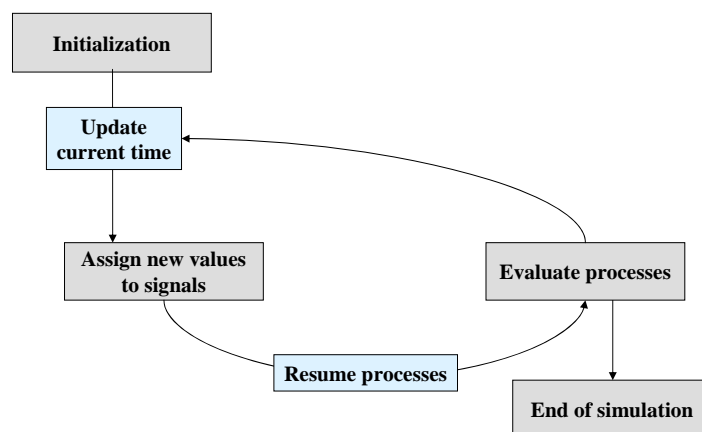 Initialization
Update
current time
Assign new values
to signals
Evaluate processes
Resume processes
End of simulation